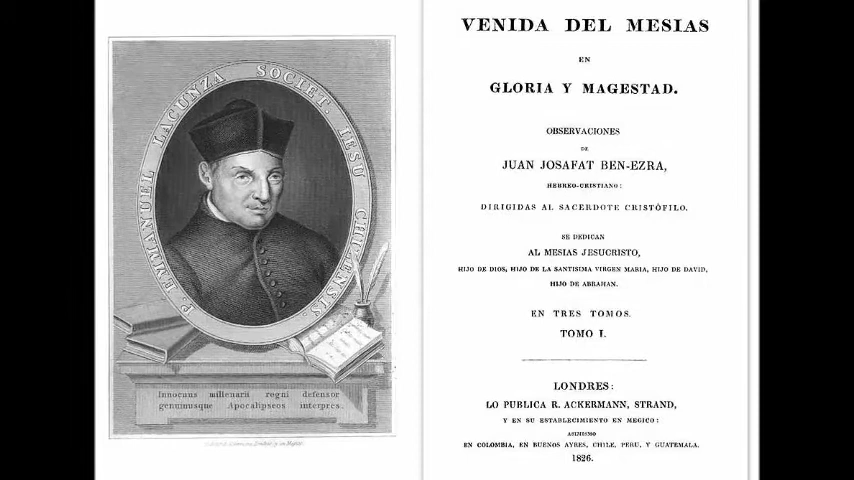 P. EMMANUEL LACUNZA SOCIET. IESU CHILENSIS.
Innocuus millenarii regni defensor
genuinusque Apocalipseos interpres.
VENIDA DEL MESIAS
EN
GLORIA Y MAGESTAD.
OBSERVACIONES
DE
JUAN JOSAFAT BEN-EZRA,
HEBREO-CRISTIANO:
DIRIGIDAS AL SACERDOTE CRISTÓFILO.
SE DEDICAN
AL MESIAS JESUCRISTO,
HIJO DE DIOS, HIJO DE LA SANTISIMA VIRGEN MARIA, HIJO DE DAVID,
HIJO DE ABRAHAN.
EN TRES TOMOS.
TOMO I.
LONDRES:
LO PUBLICA R. ACKERMANN, STRAND,
Y EN SU ESTABLECIMIENTO EN MEGICO:
ASIMISMO
EN COLOMBIA, EN BUENOS AYRES, CHILE, PERU, Y GUATEMALA.
1826.